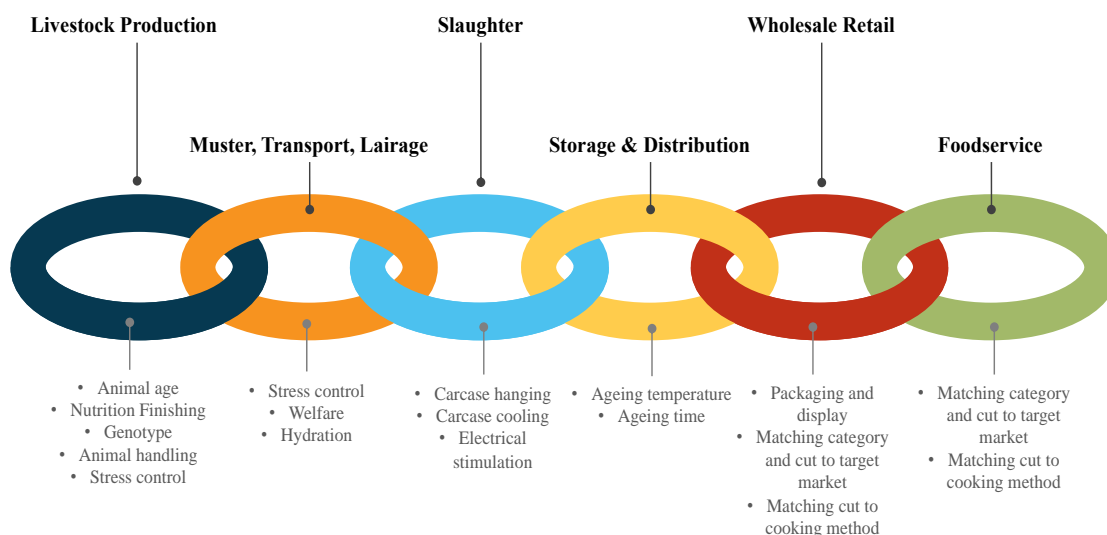 Livestock Production
Slaughter
Wholesale Retail
Muster, Transport, Lairage
Storage & Distribution
Foodservice
• Animal age
• Nutrition Finishing
• Genotype
• Animal handling
• Stress control
• Stress control
• Welfare
• Hydration
• Carcase hanging
• Carcase cooling
• Electrical
stimulation
• Ageing temperature
• Ageing time
• Packaging and
display
• Matching category
and cut to target
market
• Matching cut to
cooking method
• Matching category
and cut to target
market
• Matching cut to
cooking method